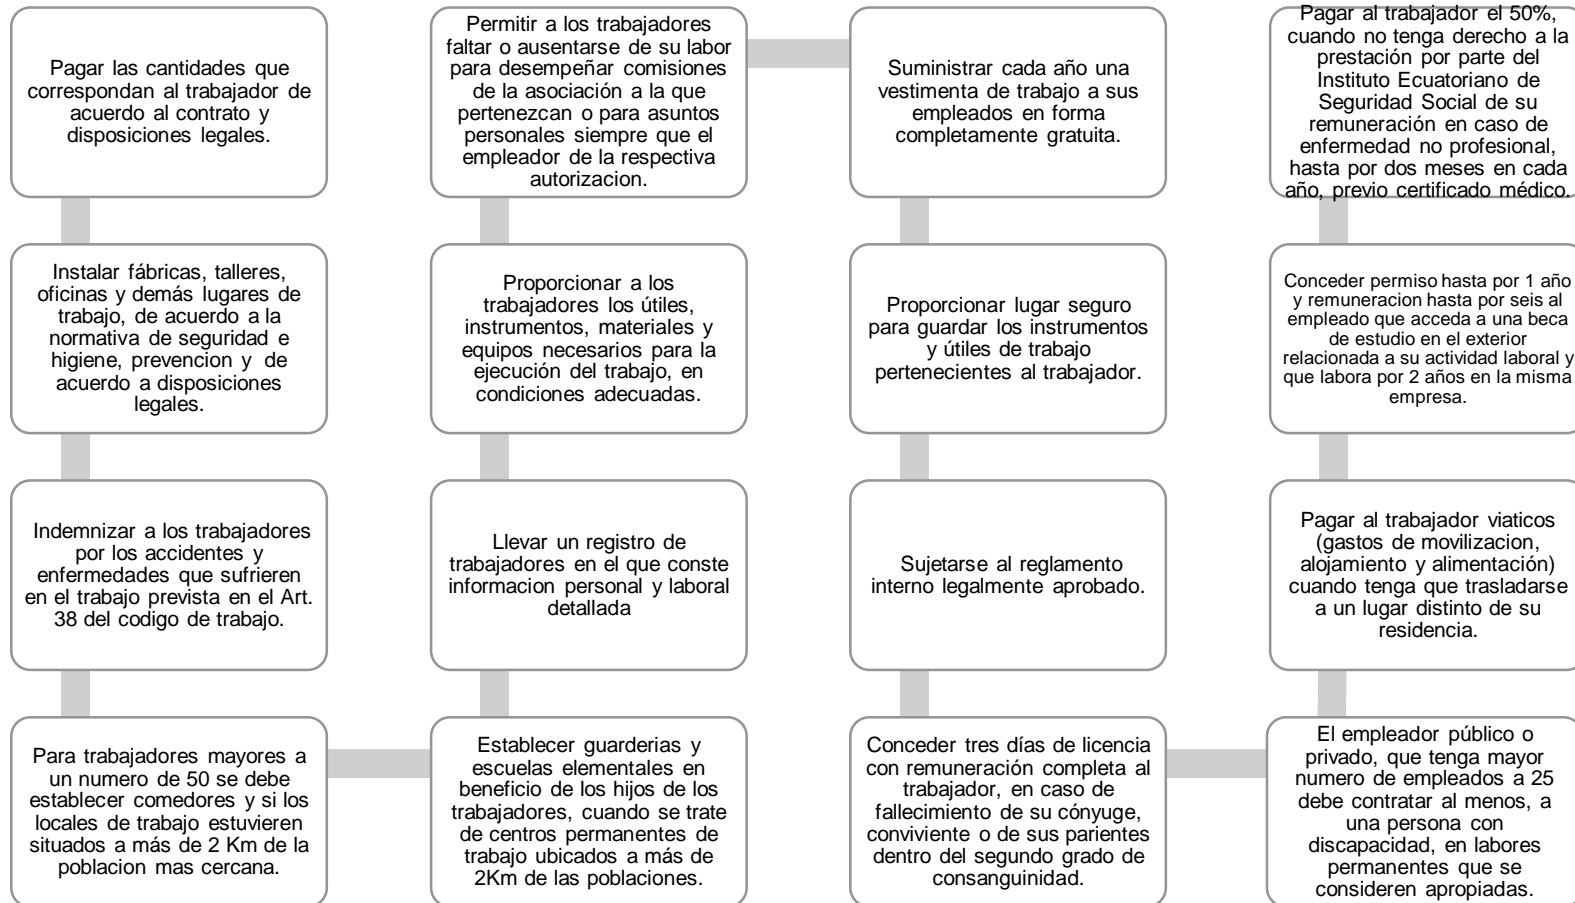 Pagar las cantidades que
correspondan al trabajador de
acuerdo al contrato y
disposiciones legales.
Instalar fábricas, talleres,
oficinas y demás lugares de
trabajo, de acuerdo a la
normativa de seguridad e
higiene, prevencion y de
acuerdo a disposiciones
legales.
Indemnizar a los trabajadores
por los accidentes y
enfermedades que sufrieren
en el trabajo prevista en el Art.
38 del codigo de trabajo.
Para trabajadores mayores a
un numero de 50 se debe
establecer comedores y si los
locales de trabajo estuvieren
situados a más de 2 Km de la
poblacion mas cercana.
Establecer guarderias y
escuelas elementales en
beneficio de los hijos de los
trabajadores, cuando se trate
de centros permanentes de
trabajo ubicados a más de
2Km de las poblaciones.
Llevar un registro de
trabajadores en el que conste
informacion personal y laboral
detallada
Proporcionar a los
trabajadores los útiles,
instrumentos, materiales y
equipos necesarios para la
ejecución del trabajo, en
condiciones adecuadas.
Permitir a los trabajadores
faltar o ausentarse de su labor
para desempeñar comisiones
de la asociación a la que
pertenezcan o para asuntos
personales siempre que el
empleador de la respectiva
autorizacion.
Suministrar cada año una
vestimenta de trabajo a sus
empleados en forma
completamente gratuita.
Proporcionar lugar seguro
para guardar los instrumentos
y útiles de trabajo
pertenecientes al trabajador.
Sujetarse al reglamento
interno legalmente aprobado.
Conceder tres días de licencia
con remuneración completa al
trabajador, en caso de
fallecimiento de su cónyuge,
conviviente o de sus parientes
dentro del segundo grado de
consanguinidad.
El empleador público o
privado, que tenga mayor
numero de empleados a 25
debe contratar al menos, a
una persona con
discapacidad, en labores
permanentes que se
consideren apropiadas.
Pagar al trabajador viaticos
(gastos de movilizacion,
alojamiento y alimentación)
cuando tenga que trasladarse
a un lugar distinto de su
residencia.
Conceder permiso hasta por 1 año
y remuneracion hasta por seis al
empleado que acceda a una beca
de estudio en el exterior
relacionada a su actividad laboral y
que labora por 2 años en la misma
empresa.
Pagar al trabajador el 50%,
cuando no tenga derecho a la
prestación por parte del
Instituto Ecuatoriano de
Seguridad Social de su
remuneración en caso de
enfermedad no profesional,
hasta por dos meses en cada
año, previo certificado médico.